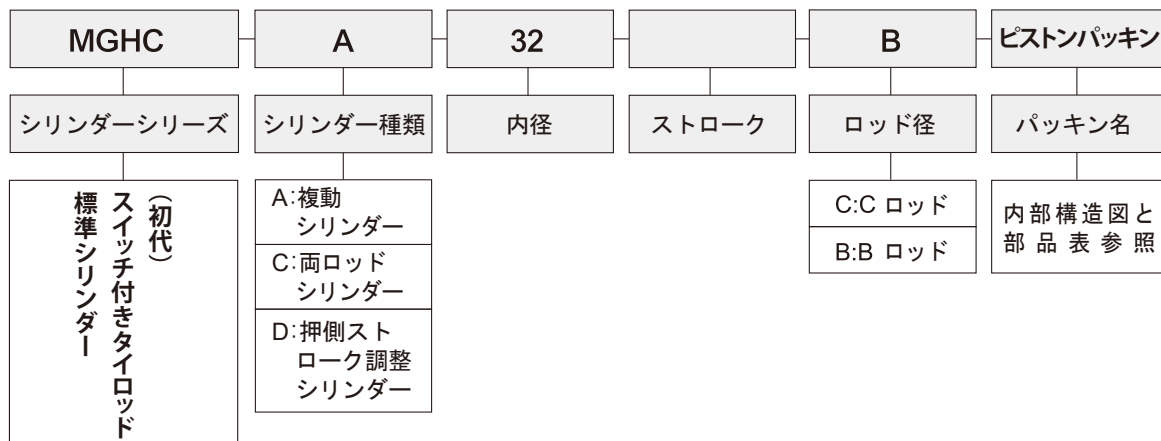 MGHC A 32 B ピストンパッキン
シリンダーシリーズ シリンダー種類 内径 ストローク ロッド径 パッキン名
(初代)
スイッチ付きタイロッド
標準シリンダー
A:複動
シリンダー
C:両ロッド
シリンダー
D:押側スト
ローク調整
シリンダー
C:C ロッド
B:B ロッド
内部構造図と
部品表参照